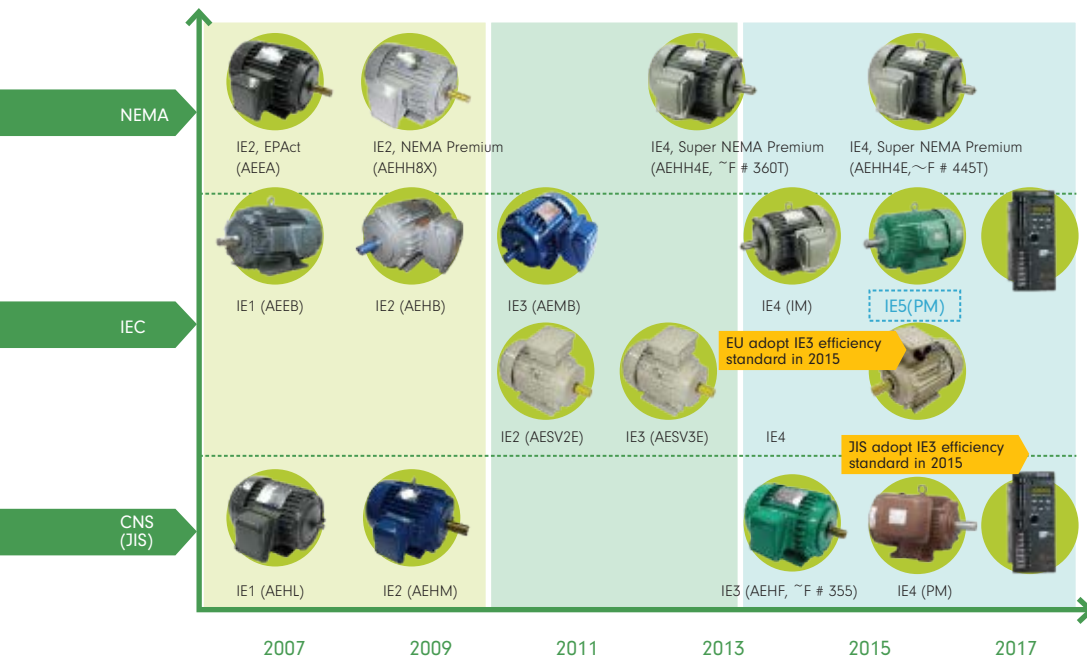 NEMA
IE2, EPAct
(AEEA)
IE2, NEMA Premium
(AEHH8X)
IE4, Super NEMA Premium
(AEHH4E, ~F # 360T)
IE4, Super NEMA Premium
(AEHH4E,～F # 445T)
IEC
IE1 (AEEB)
IE2 (AEHB)
IE3 (AEMB)
IE4 (IM)
IE5(PM)
EU adopt IE3 efficiency
standard in 2015
IE2 (AESV2E)
IE3 (AESV3E)
IE4
JIS adopt IE3 efficiency
standard in 2015
CNS
(JIS)
IE1 (AEHL)
IE2 (AEHM)
IE3 (AEHF, ~F # 355)
IE4 (PM)
2007
2009
2011
2013
2015
2017